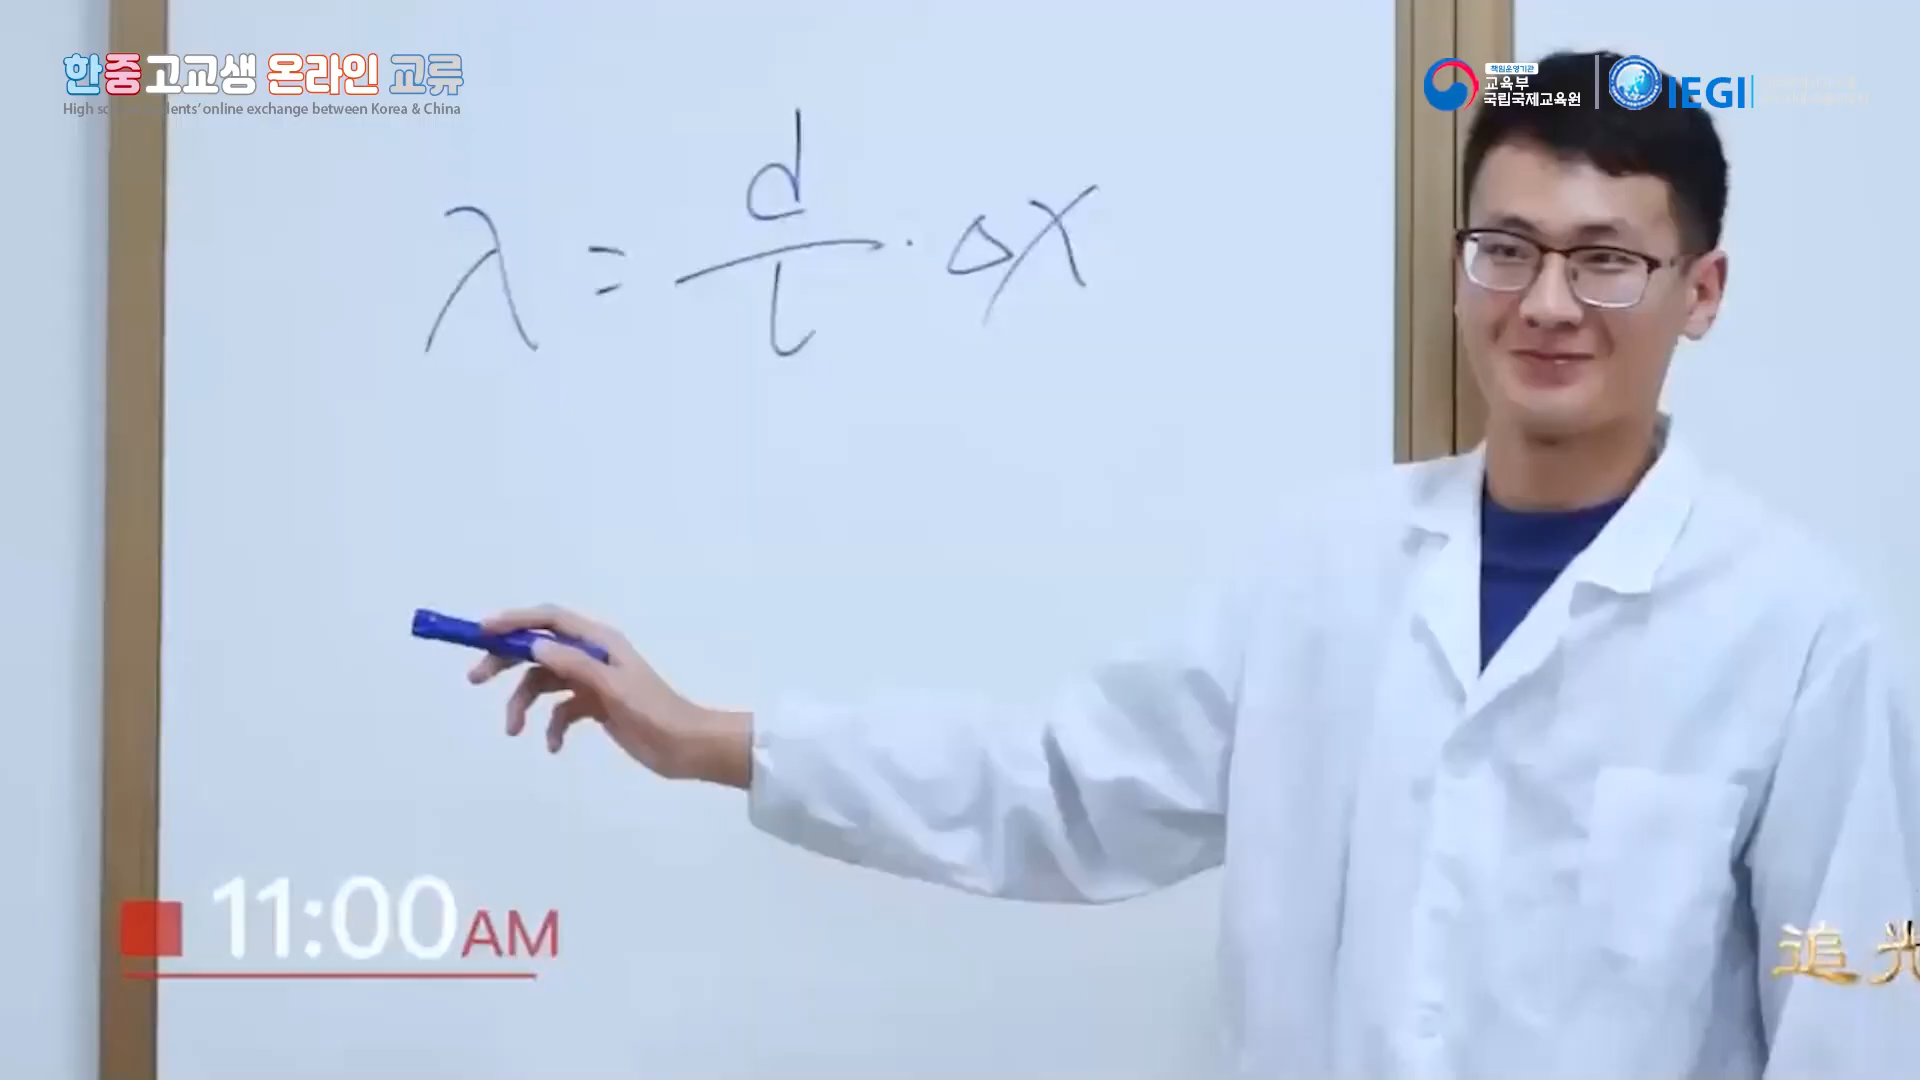 한중고교생 온라인 교류
High school students' online exchange between Korea & China
책임운영기관
교육부
국립국제교육원
IEGI
λ = d/l · Δx
11:00AM
追光